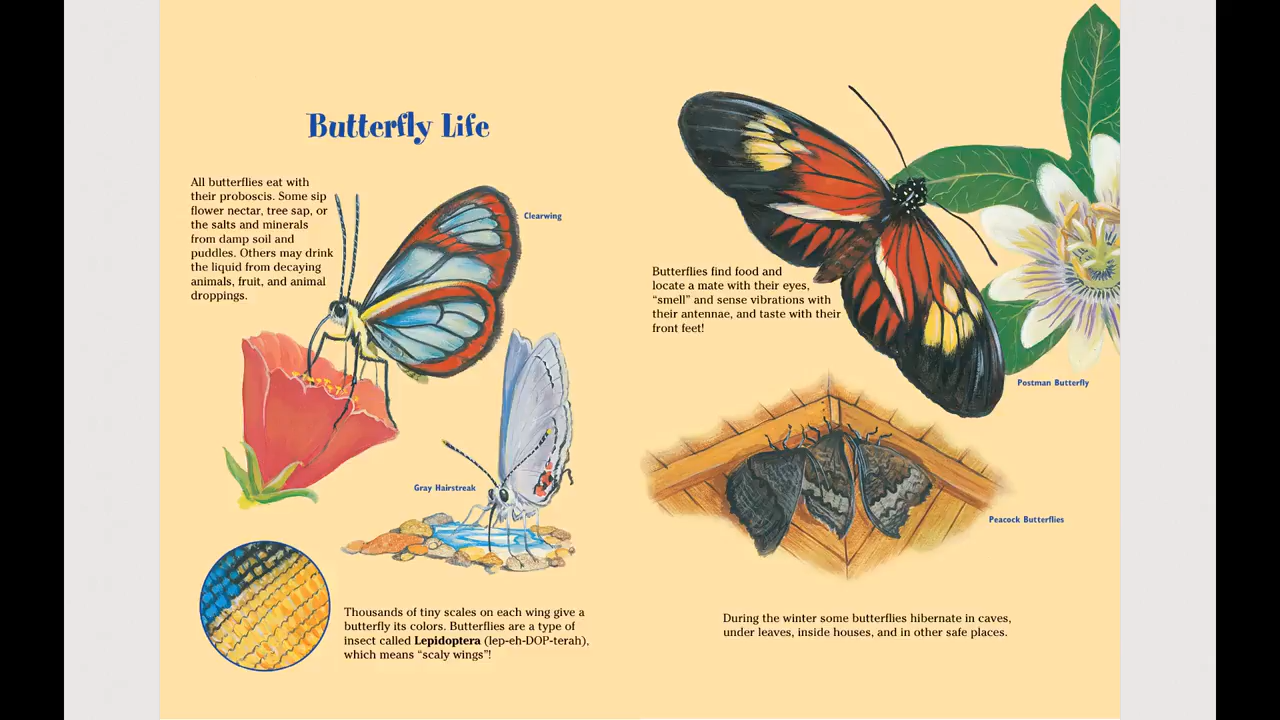 Butterfly Life
All butterflies eat with
their proboscis. Some sip
flower nectar, tree sap, or
the salts and minerals
from damp soil and
puddles. Others may drink
the liquid from decaying
animals, fruit, and animal
droppings.
Clearwing
Gray Hairstreak
Thousands of tiny scales on each wing give a
butterfly its colors. Butterflies are a type of
insect called Lepidoptera (lep-eh-DOP-terah),
which means “scaly wings”!
Butterflies find food and
locate a mate with their eyes,
“smell” and sense vibrations with
their antennae, and taste with their
front feet!
Postman Butterfly
Peacock Butterflies
During the winter some butterflies hibernate in caves,
under leaves, inside houses, and in other safe places.